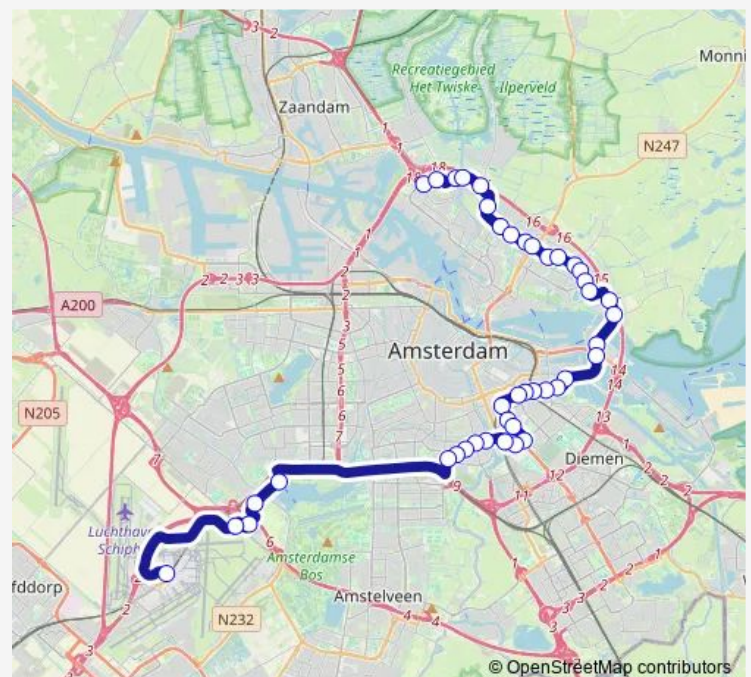 Monni
Recreatiegebied
Het Twiske
Ilperveld
Zaandam
N247
A200
Amsterdam
N205
Diemen
Luchthave
Schiph
Amsterdamse
Bos
fddorp
Amstelveen
N232
© OpenStreetMap contributors